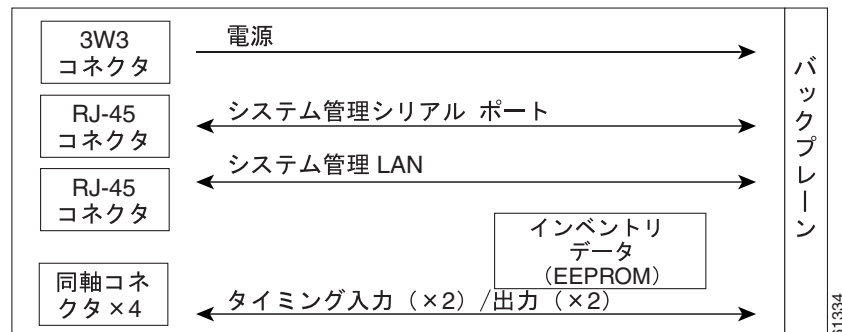 3W3
コネクタ
電源
RJ-45
コネクタ
システム管理シリアル ポート
システム管理 LAN
RJ-45
コネクタ
インベントリ
データ
（EEPROM）
同軸コネ
クタ×4
タイミング入力（×2）/出力（×2）
バックプレーン